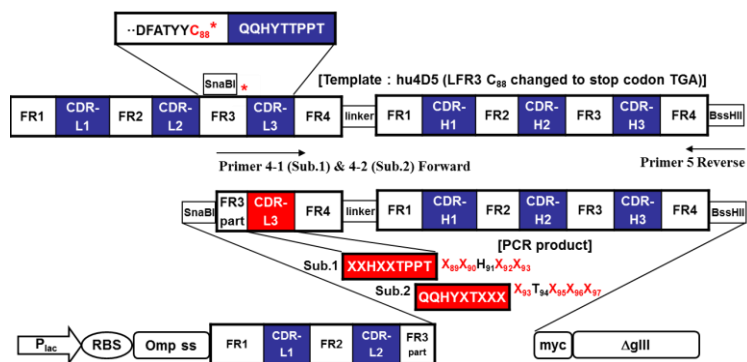 ··DFATYYC88* QQHYTTPPT
SnaBI *
[Template : hu4D5 (LFR3 C88 changed to stop codon TGA)]
FR1 CDR-L1 FR2 CDR-L2 FR3 CDR-L3 FR4 linker FR1 CDR-H1 FR2 CDR-H2 FR3 CDR-H3 FR4 BssHII
Primer 4-1 (Sub.1) & 4-2 (Sub.2) Forward
Primer 5 Reverse
SnaBI FR3 part CDR-L3 FR4 linker FR1 CDR-H1 FR2 CDR-H2 FR3 CDR-H3 FR4 BssHII
[PCR product]
Sub.1 XXHXXTPPT X89X90H91X92X93
Sub.2 QQHYXTXXX X93T94X95X96X97
Plac RBS Omp ss FR1 CDR-L1 FR2 CDR-L2 FR3 part myc ΔgIII